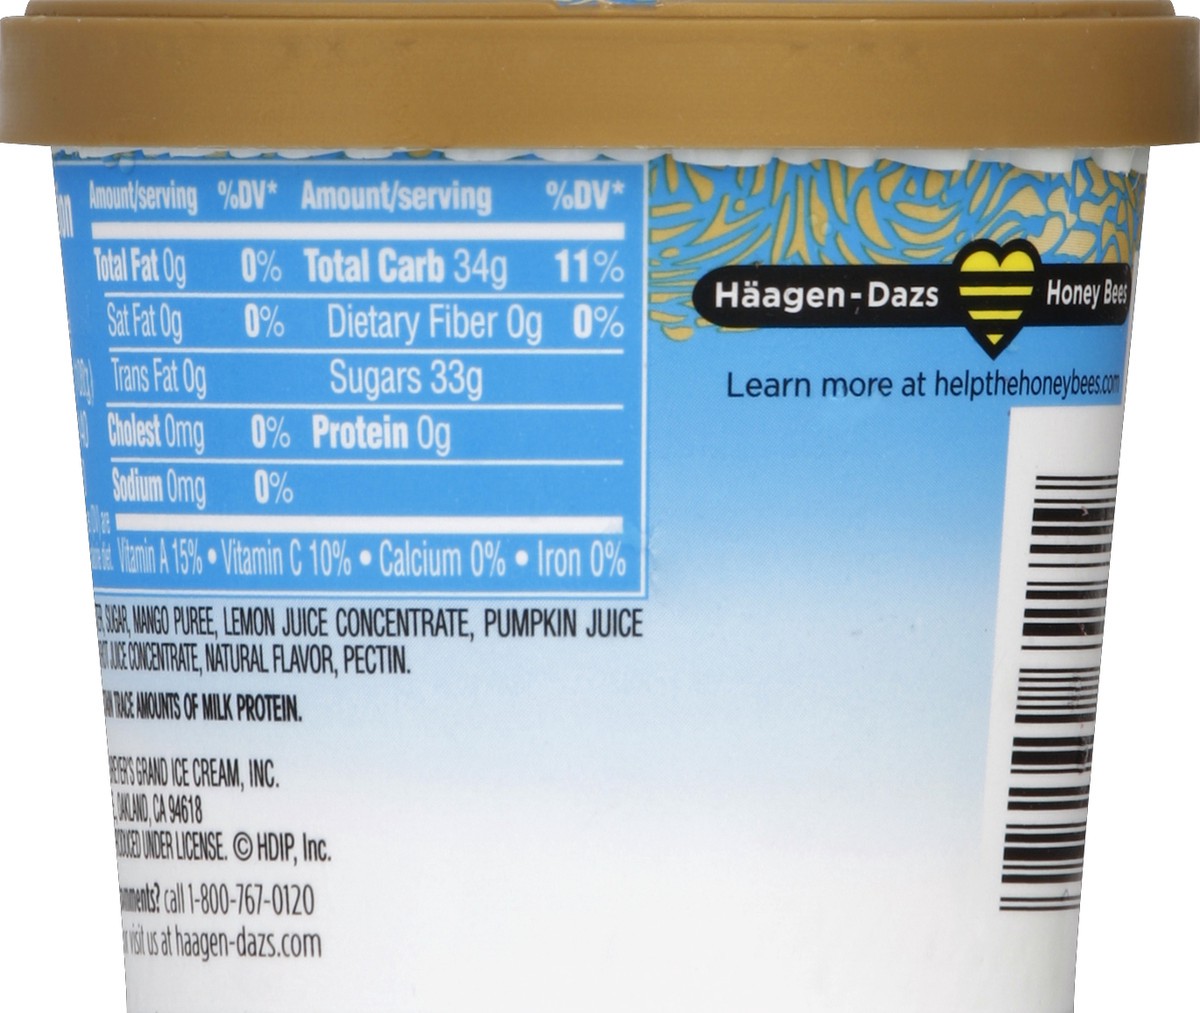 Amount/serving %DV* Amount/serving %DV*
Total Fat 0g 0% Total Carb 34g 11%
Sat Fat 0g 0% Dietary Fiber 0g 0%
Trans Fat 0g Sugars 33g
Cholest 0mg 0% Protein 0g
Sodium 0mg 0%
Vitamin A 15% • Vitamin C 10% • Calcium 0% • Iron 0%
SUGAR, MANGO PUREE, LEMON JUICE CONCENTRATE, PUMPKIN JUICE
JUICE CONCENTRATE, NATURAL FLAVOR, PECTIN.
TRACE AMOUNTS OF MILK PROTEIN.
GRAND ICE CREAM, INC.
OAKLAND, CA 94618
UNDER LICENSE. © HDIP, Inc.
call 1-800-767-0120
visit us at haagen-dazs.com
Häagen-Dazs Honey Bees
Learn more at helpthehoneybees.com